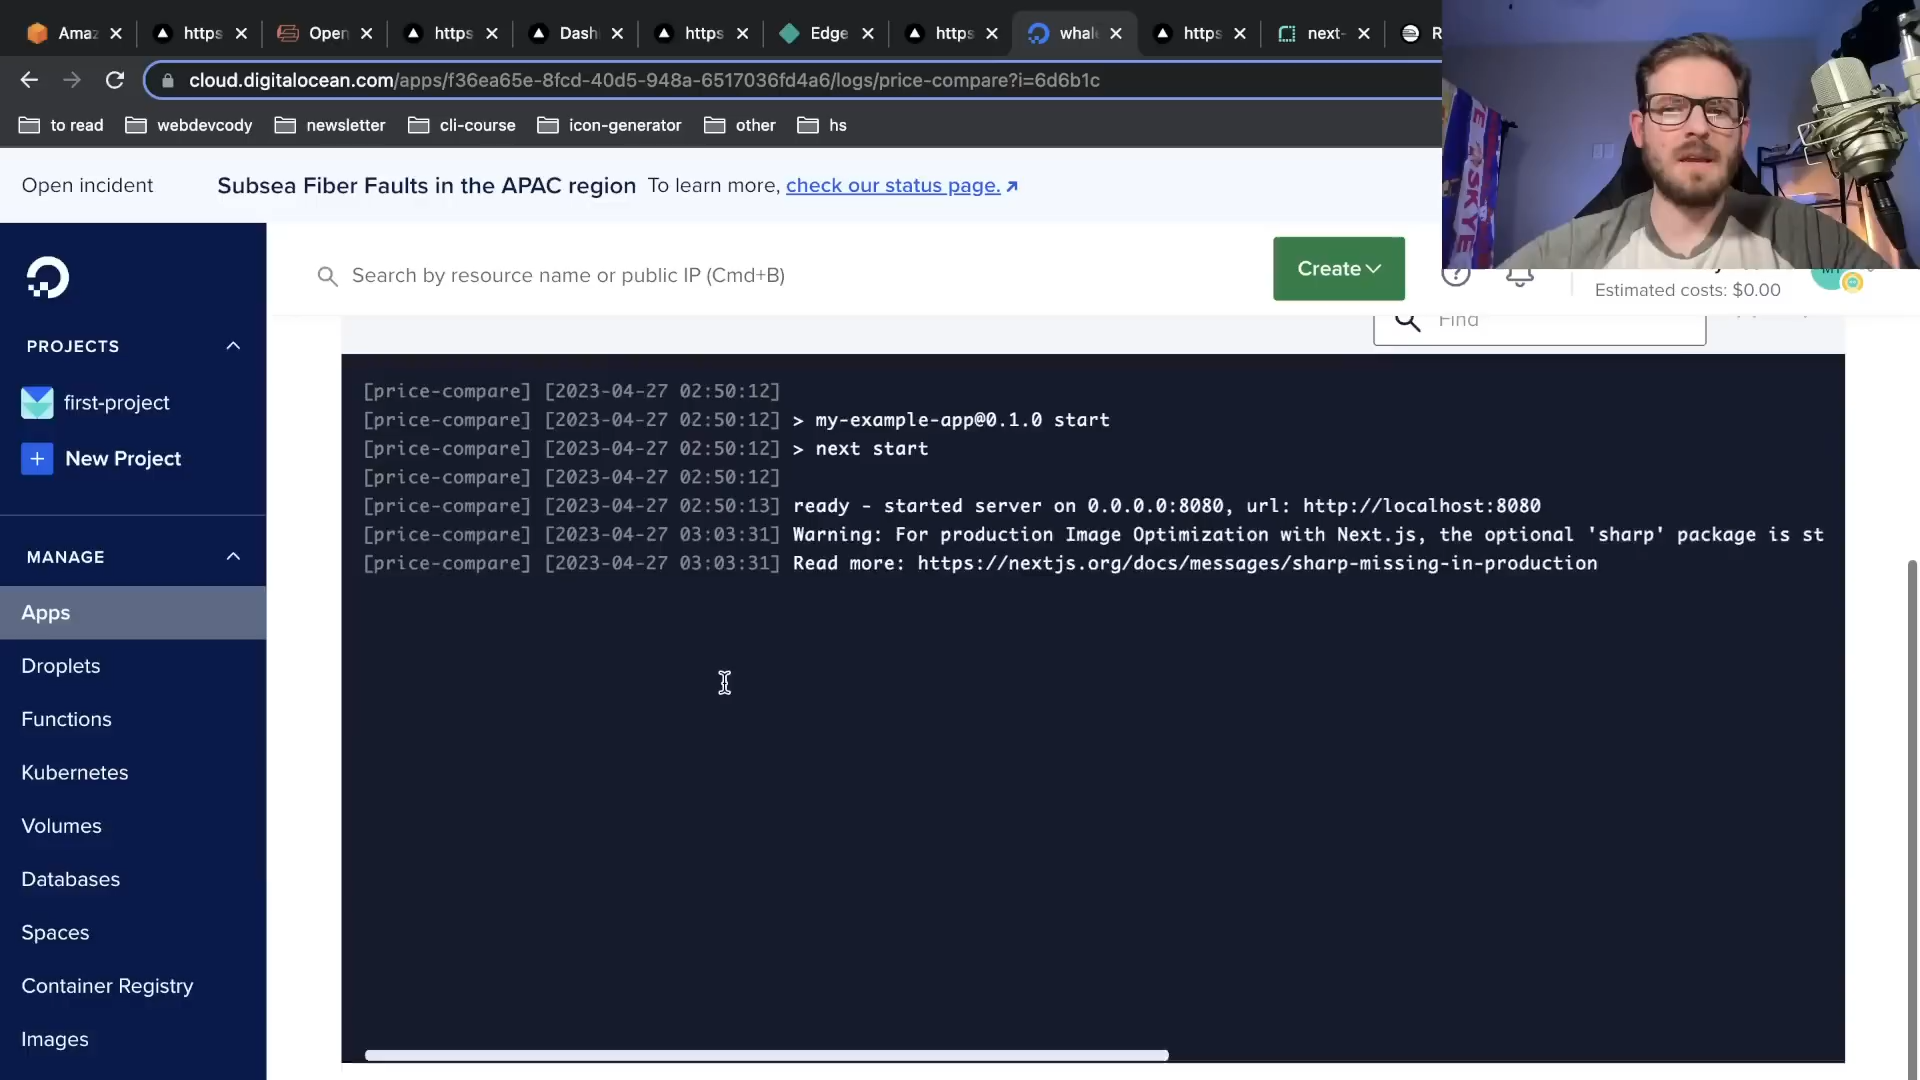 Ama
https
Open
https
Dash
https
Edge
https
whale
https
next-
R
cloud.digitalocean.com/apps/f36ea65e-8fcd-40d5-948a-6517036fd4a6/logs/price-compare?i=6d6b1c
to read
webdevcody
newsletter
cli-course
icon-generator
other
hs
Open incident
Subsea Fiber Faults in the APAC region To learn more, check our status page.
Search by resource name or public IP (Cmd+B)
Create
Estimated costs: $0.00
Find
PROJECTS
first-project
New Project
MANAGE
Apps
Droplets
Functions
Kubernetes
Volumes
Databases
Spaces
Container Registry
Images
[price-compare] [2023-04-27 02:50:12]
[price-compare] [2023-04-27 02:50:12] > my-example-app@0.1.0 start
[price-compare] [2023-04-27 02:50:12] > next start
[price-compare] [2023-04-27 02:50:12]
[price-compare] [2023-04-27 02:50:13] ready - started server on 0.0.0.0:8080, url: http://localhost:8080
[price-compare] [2023-04-27 03:03:31] Warning: For production Image Optimization with Next.js, the optional 'sharp' package is st
[price-compare] [2023-04-27 03:03:31] Read more: https://nextjs.org/docs/messages/sharp-missing-in-production